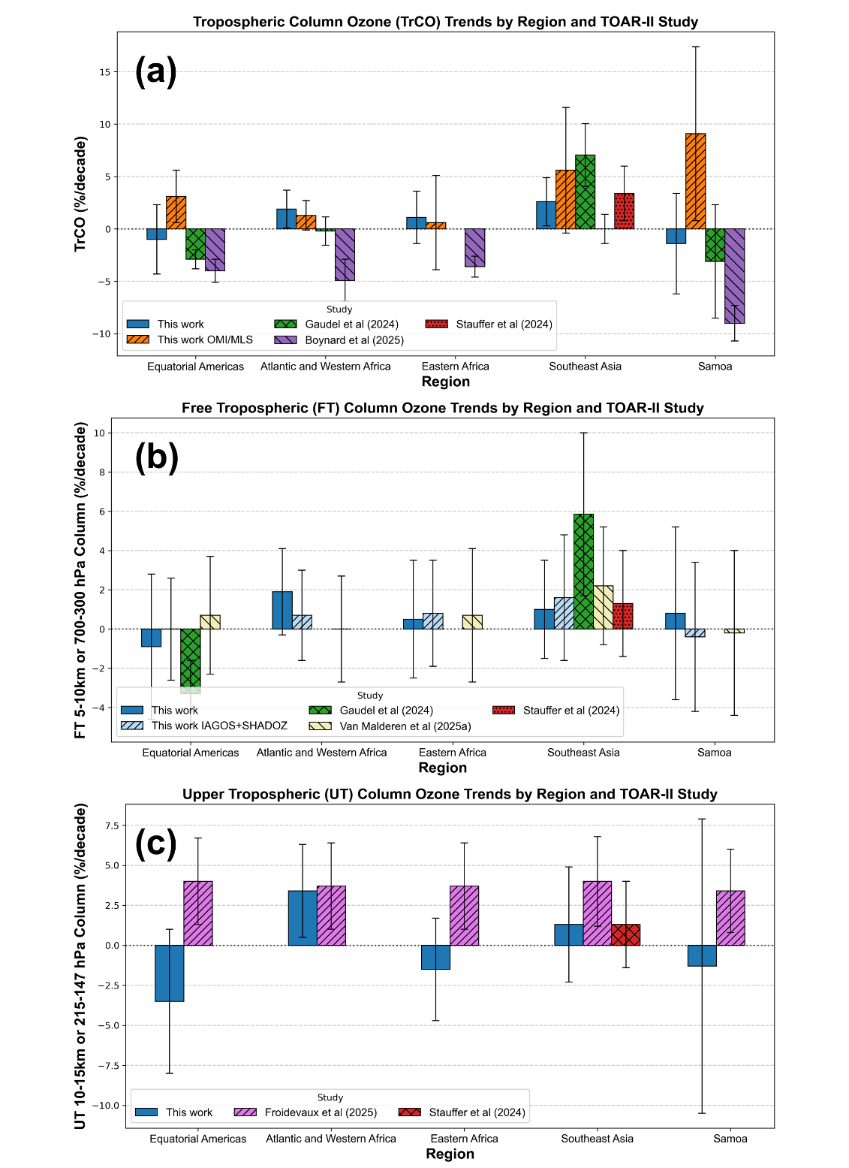 Tropospheric Column Ozone (TrCO) Trends by Region and TOAR-II Study
(a)
TrCO (%/decade)
15
10
5
0
−5
−10
Study
This work
Gaudel et al (2024)
Stauffer et al (2024)
This work OMI/MLS
Boynard et al (2025)
Equatorial Americas
Atlantic and Western Africa
Eastern Africa
Southeast Asia
Samoa
Region
Free Tropospheric (FT) Column Ozone Trends by Region and TOAR-II Study
(b)
FT 5-10km or 700-300 hPa Column (%/decade)
10
8
6
4
2
0
−2
−4
Study
This work
Gaudel et al (2024)
Stauffer et al (2024)
This work IAGOS+SHADOZ
Van Malderen et al (2025a)
Equatorial Americas
Atlantic and Western Africa
Eastern Africa
Southeast Asia
Samoa
Region
Upper Tropospheric (UT) Column Ozone Trends by Region and TOAR-II Study
(c)
UT 10-15km or 215-147 hPa Column (%/decade)
7.5
5.0
2.5
0.0
−2.5
−5.0
−7.5
−10.0
Study
This work
Froidevaux et al (2025)
Stauffer et al (2024)
Equatorial Americas
Atlantic and Western Africa
Eastern Africa
Southeast Asia
Samoa
Region